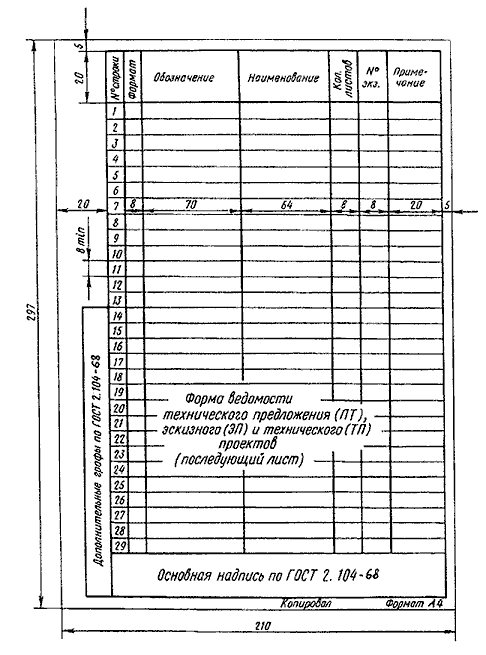 5
20
№ строки
Формат
Обозначение
Наименование
Кол. листов
№ экз.
Приме-
чание
1
2
3
4
5
6
20
7
8
70
64
8
8
20
5
8
9
8 min
10
11
12
13
297
14
15
16
17
18
19
20
21
22
23
24
25
26
27
28
29
Форма ведомости
технического предложения (ПТ),
эскизного (ЭП) и технического (ТП)
проектов
(последующий лист)
Дополнительные графы по ГОСТ 2.104-68
Основная надпись по ГОСТ 2.104-68
Копировал Формат А4
210